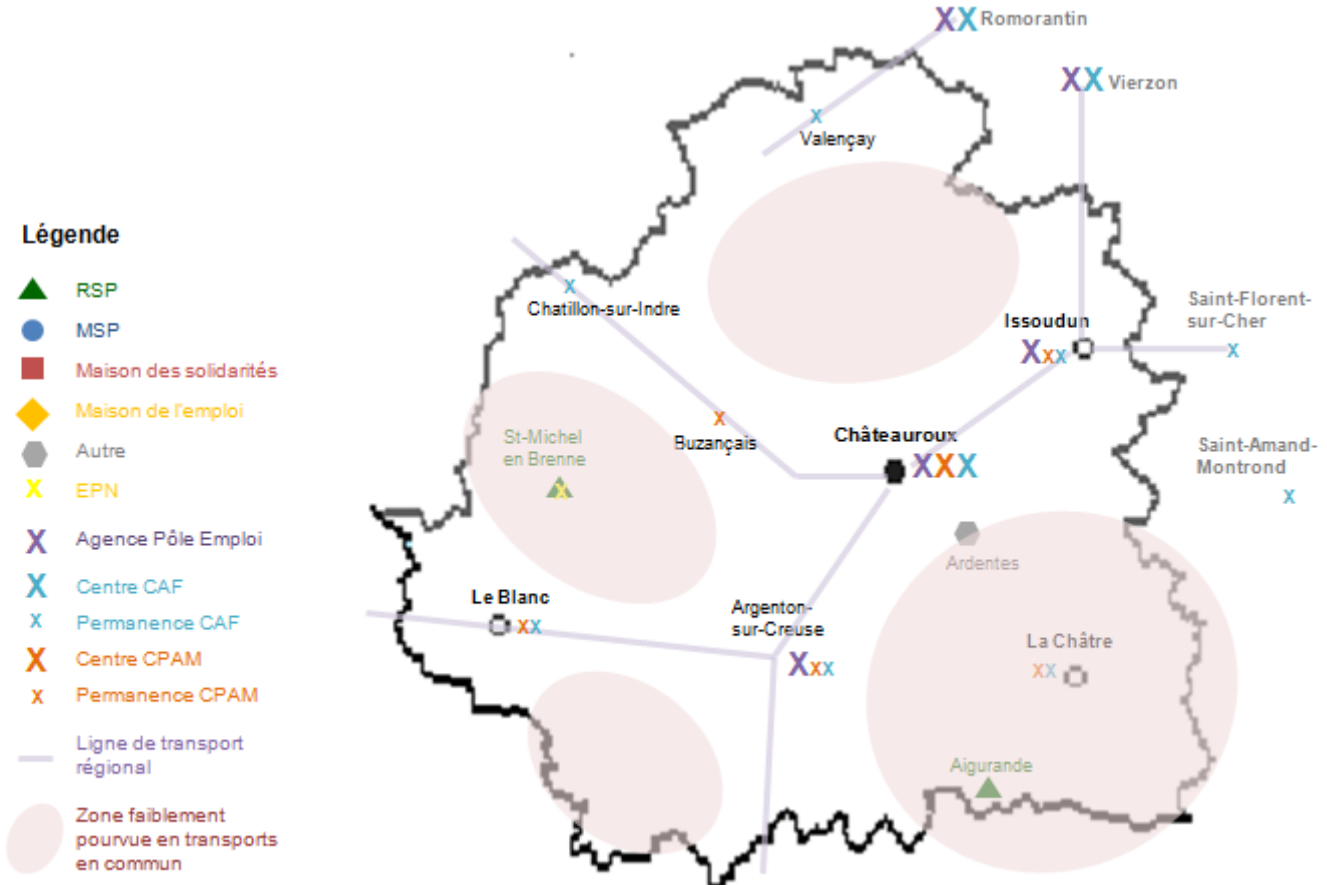 Romorantin
Vierzon
Valençay
Légende
RSP
MSP
Maison des solidarités
Maison de l'emploi
Autre
EPN
Agence Pôle Emploi
Centre CAF
Permanence CAF
Centre CPAM
Permanence CPAM
Ligne de transport
régional
Zone faiblement
pourvue en transports
en commun
Chatillon-sur-Indre
Issoudun
Saint-Florent-
sur-Cher
St-Michel
en Brenne
Buzançais
Châteauroux
Saint-Amand-
Montrond
Ardentes
Le Blanc
Argenton-
sur-Creuse
La Châtre
Aigurande